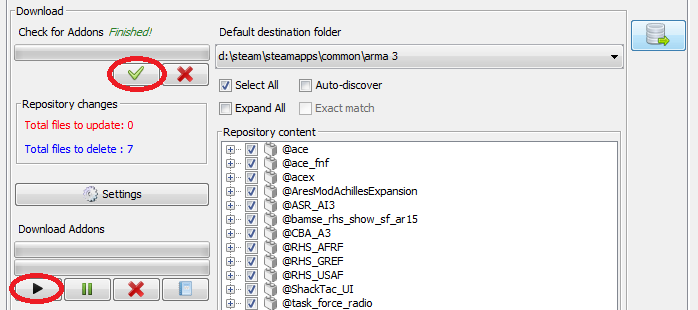 Download
Check for Addons Finished!
Repository changes
Total files to update: 0
Total files to delete : 7
Settings
Download Addons
Default destination folder
d:\steam\steamapps\common\arma 3
Select All Auto-discover
Expand All Exact match
Repository content
@ace
@ace_fnf
@acex
@AresModAchillesExpansion
@ASR_AI3
@bamse_rhs_show_sf_ar15
@CBA_A3
@RHS_AFRF
@RHS_GREF
@RHS_USAF
@ShackTac_UI
@task_force_radio